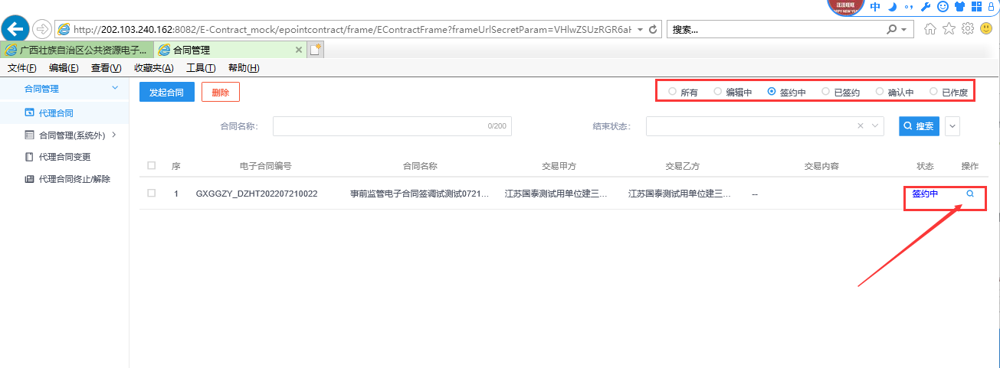 中
http://202.103.240.162:8082/E-Contract_mock/epointcontract/frame/EContractFrame?frameUrlSecretParam=VHlwZSUzRGR6aH
搜索...
广西壮族自治区公共资源电子...
合同管理
文件(F) 编辑(E) 查看(V) 收藏夹(A) 工具(T) 帮助(H)
合同管理
代理合同
合同管理(系统外)
代理合同变更
代理合同终止/解除
发起合同 删除
所有 编辑中 签约中 已签约 确认中 已作废
合同名称: 0/200 结束状态: 搜索
序 电子合同编号 合同名称 交易甲方 交易乙方 交易内容 状态 操作
1 GXGGZY_DZHT202207210022 事前监管电子合同签调试测试0721... 江苏国泰测试用单位建三... 江苏国泰测试用单位建三... -- 签约中